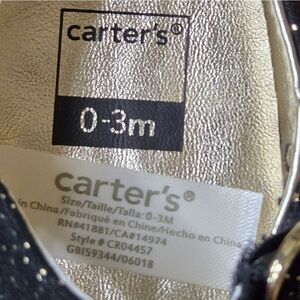 carter's®
0-3m
carter's®
Size/Taille/Talla: 0-3M
in China/Fabriqué en Chine/Hecho en China
RN#41881/CA#14974
Style # CR04457
GBI59344/06018